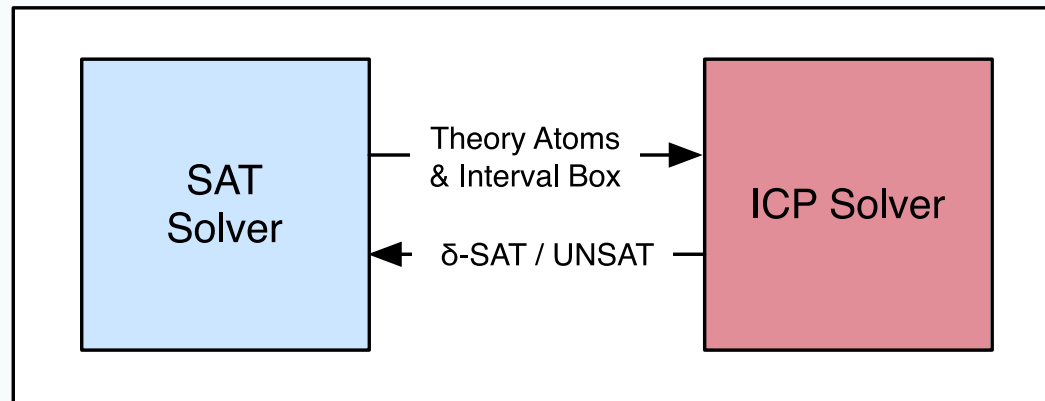 SAT
Solver
Theory Atoms
& Interval Box
δ-SAT / UNSAT
ICP Solver